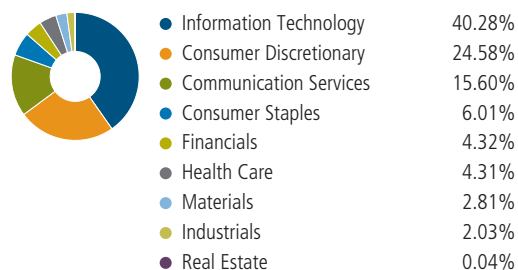 Information Technology 40.28%
Consumer Discretionary 24.58%
Communication Services 15.60%
Consumer Staples 6.01%
Financials 4.32%
Health Care 4.31%
Materials 2.81%
Industrials 2.03%
Real Estate 0.04%